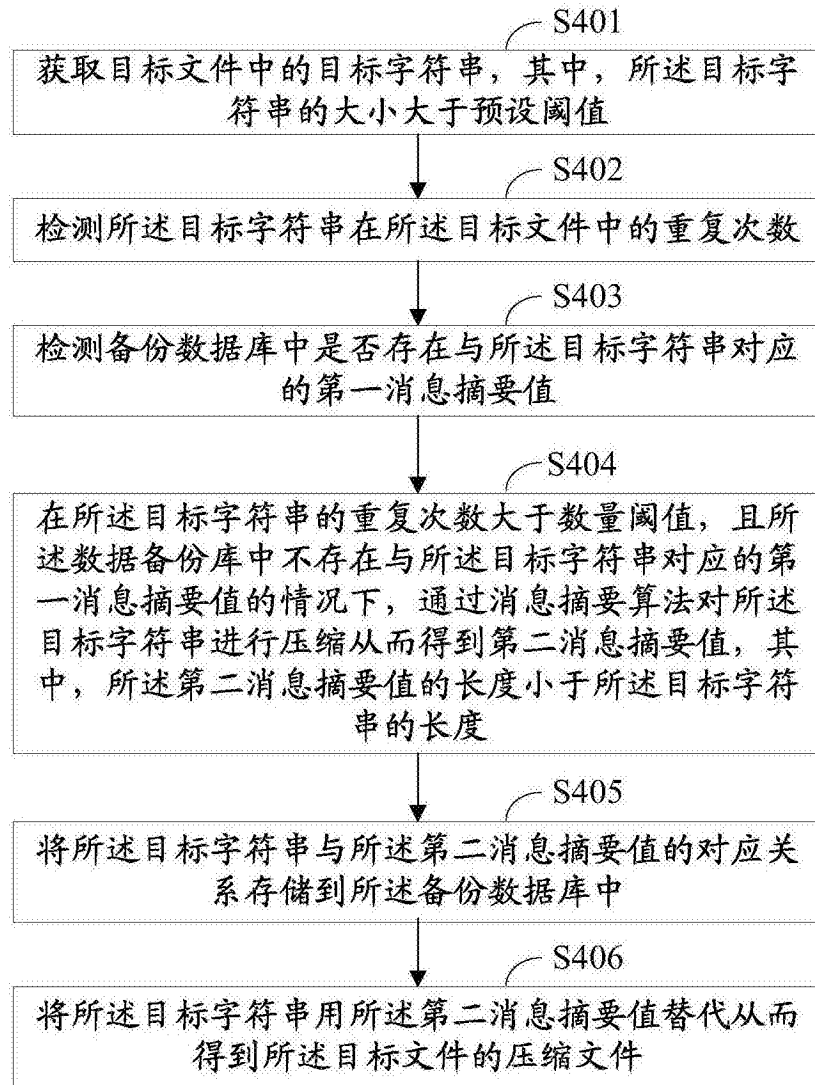 S401
获取目标文件中的目标字符串，其中，所述目标字
符串的大小大于预设阈值
S402
检测所述目标字符串在所述目标文件中的重复次数
S403
检测备份数据库中是否存在与所述目标字符串对应
的第一消息摘要值
S404
在所述目标字符串的重复次数大于数量阈值，且所
述数据备份库中不存在与所述目标字符串对应的第
一消息摘要值的情况下，通过消息摘要算法对所述
目标字符串进行压缩从而得到第二消息摘要值，其
中，所述第二消息摘要值的长度小于所述目标字符
串的长度
S405
将所述目标字符串与所述第二消息摘要值的对应关
系存储到所述备份数据库中
S406
将所述目标字符串用所述第二消息摘要值替代从而
得到所述目标文件的压缩文件